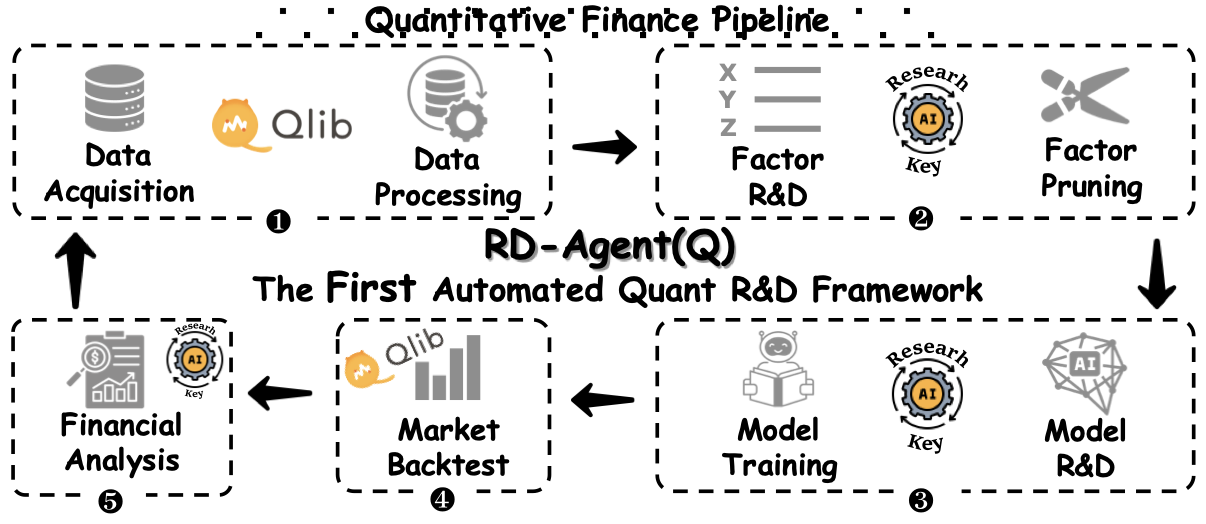 Quantitative Finance Pipeline
Data
Acquisition
Qlib
Data
Processing
❶
X
Y
Z
Factor
R&D
Researh
AI
Key
Factor
Pruning
❷
RD-Agent(Q)
The First Automated Quant R&D Framework
$
Researh
AI
Key
Financial
Analysis
❺
Qlib
Market
Backtest
❹
Model
Training
Researh
AI
Key
AI
Model
R&D
❸